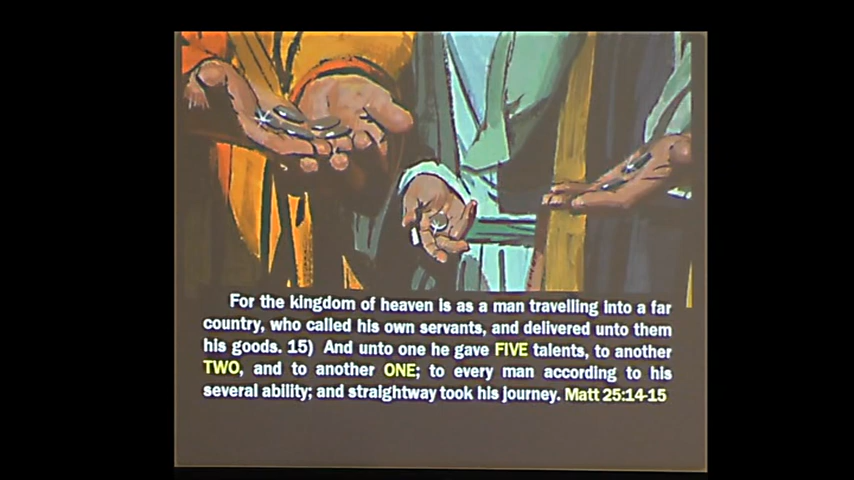 For the kingdom of heaven is as a man travelling into a far
country, who called his own servants, and delivered unto them
his goods. 15) And unto one he gave FIVE talents, to another
TWO, and to another ONE; to every man according to his
several ability; and straightway took his journey. Matt 25:14-15